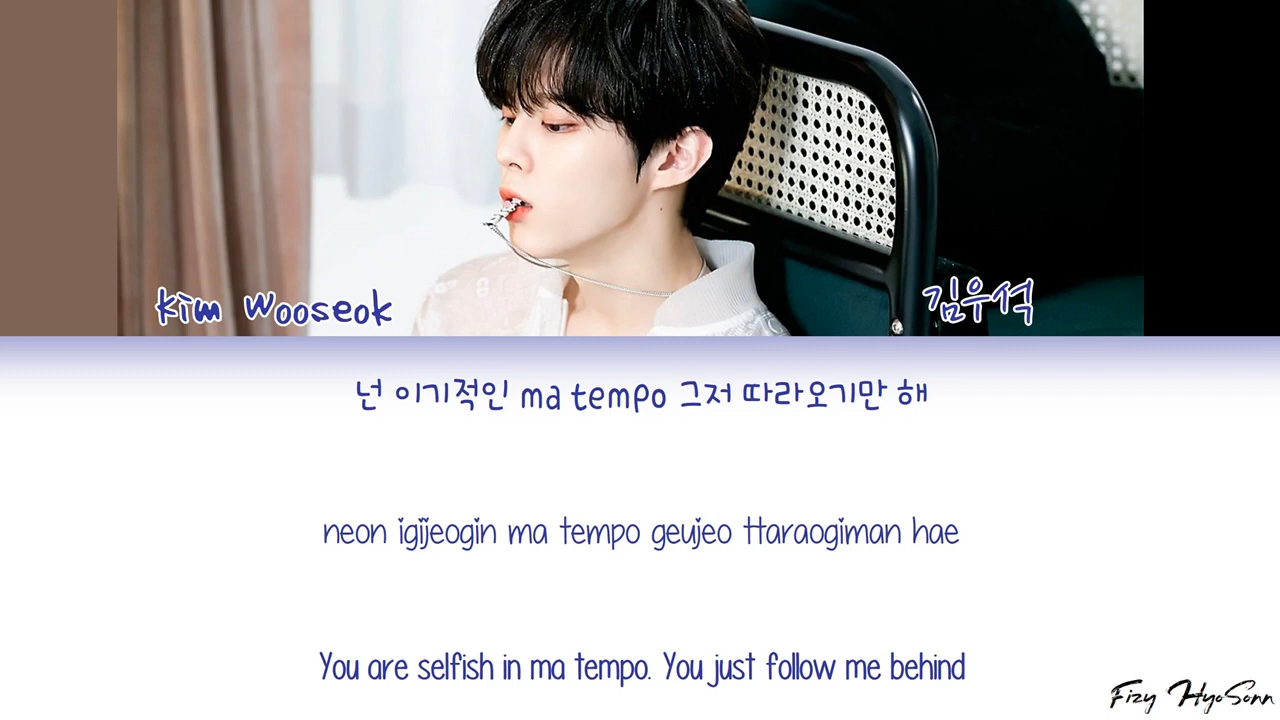 Kim Wooseok 김우석
넌 이기적인 ma tempo 그저 따라오기만 해
neon igijeogin ma tempo geujeo ttaraogiman hae
You are selfish in ma tempo. You just follow me behind
Fizy HyoSonn